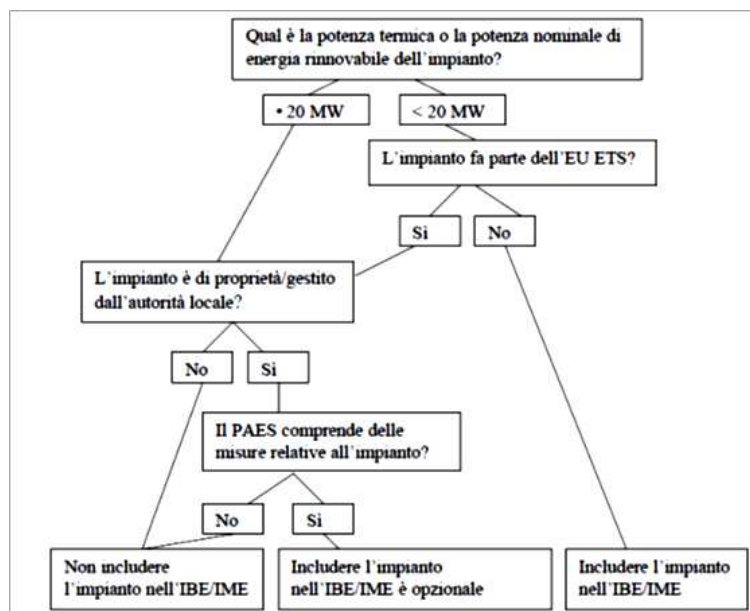 Qual è la potenza termica o la potenza nominale di
energia rinnovabile dell'impianto?
• 20 MW
< 20 MW
L'impianto fa parte dell'EU ETS?
Sì
No
L'impianto è di proprietà/gestito
dall'autorità locale?
No
Sì
Il PAES comprende delle
misure relative all'impianto?
No
Sì
Non includere
l'impianto nell'IBE/IME
Includere l'impianto
nell'IBE/IME è opzionale
Includere l'impianto
nell'IBE/IME